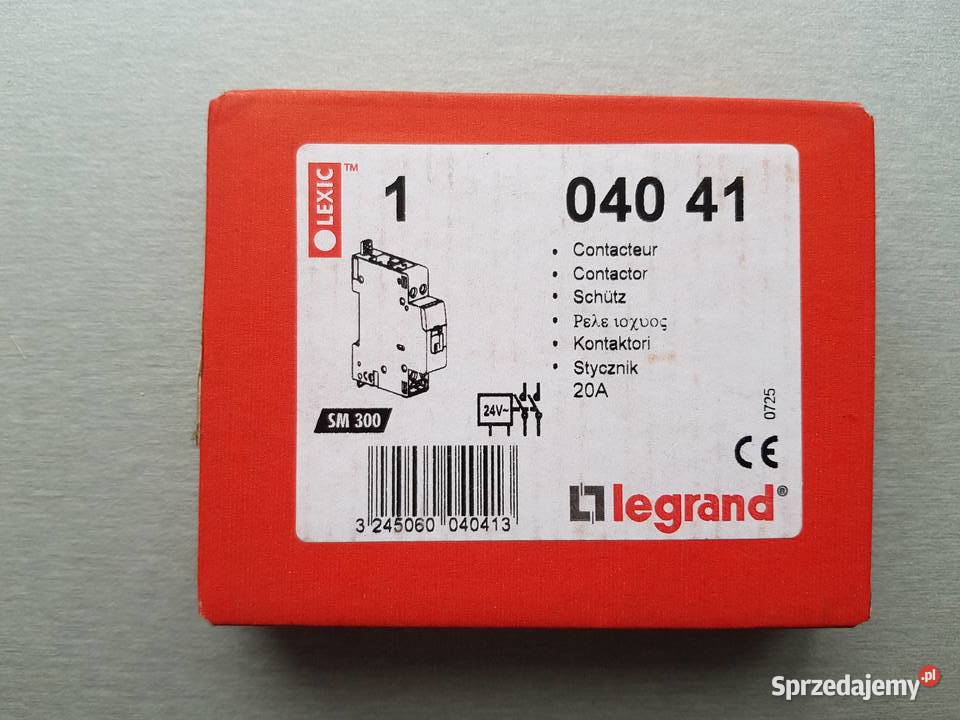 LEXIC™
1 040 41
• Contacteur
• Contactor
• Schütz
• Ρελε ισχυος
• Kontaktori
• Stycznik
20A
SM 300
24V~
0725
CE
legrand®
3 245060 040413
Sprzedajemy.pl